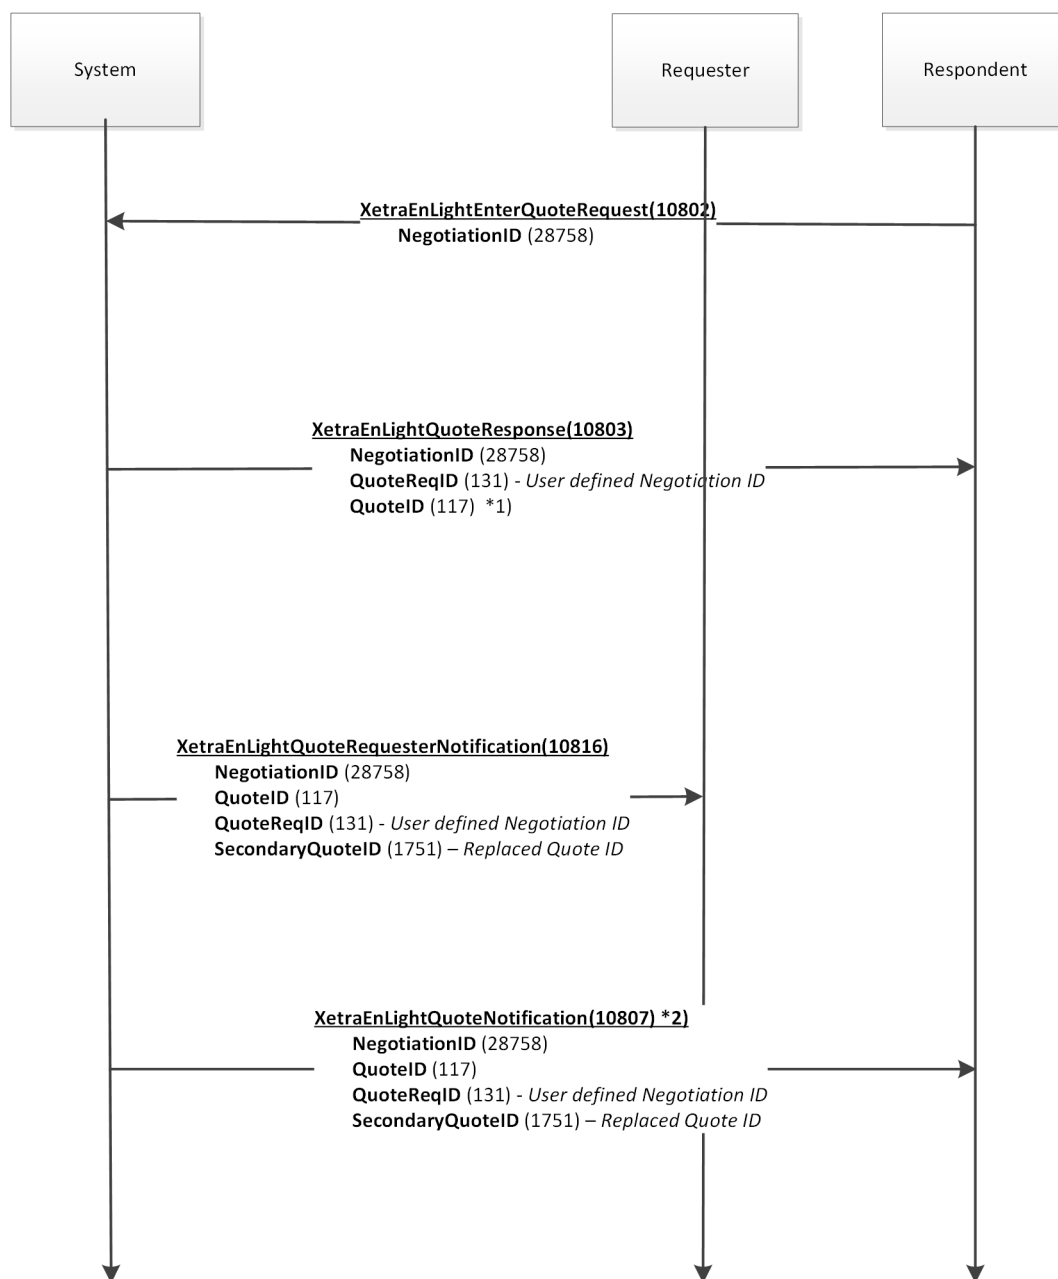 System
Requester
Respondent
XetraEnLightEnterQuoteRequest(10802)
NegotiationID (28758)
XetraEnLightQuoteResponse(10803)
NegotiationID (28758)
QuoteReqID (131) - User defined Negotiation ID
QuoteID (117)  *1)
XetraEnLightQuoteRequesterNotification(10816)
NegotiationID (28758)
QuoteID (117)
QuoteReqID (131) - User defined Negotiation ID
SecondaryQuoteID (1751) – Replaced Quote ID
XetraEnLightQuoteNotification(10807) *2)
NegotiationID (28758)
QuoteID (117)
QuoteReqID (131) - User defined Negotiation ID
SecondaryQuoteID (1751) – Replaced Quote ID